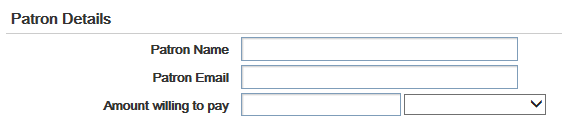 Patron Details
Patron Name
Patron Email
Amount willing to pay